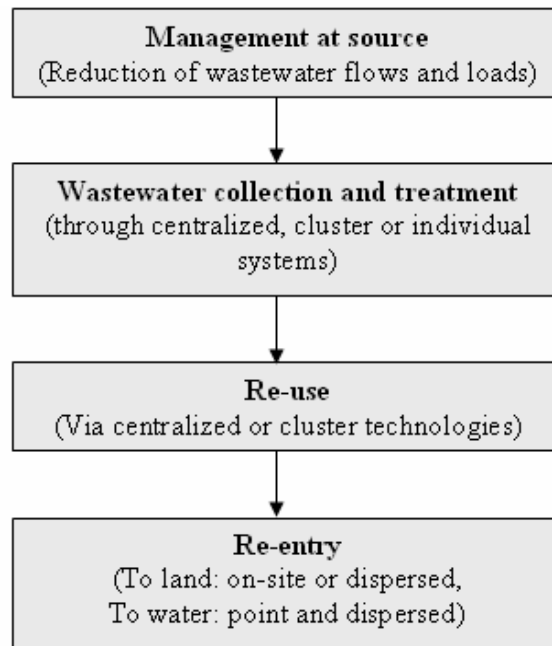 Management at source
(Reduction of wastewater flows and loads)
Wastewater collection and treatment
(through centralized, cluster or individual
systems)
Re-use
(Via centralized or cluster technologies)
Re-entry
(To land: on-site or dispersed,
To water: point and dispersed)